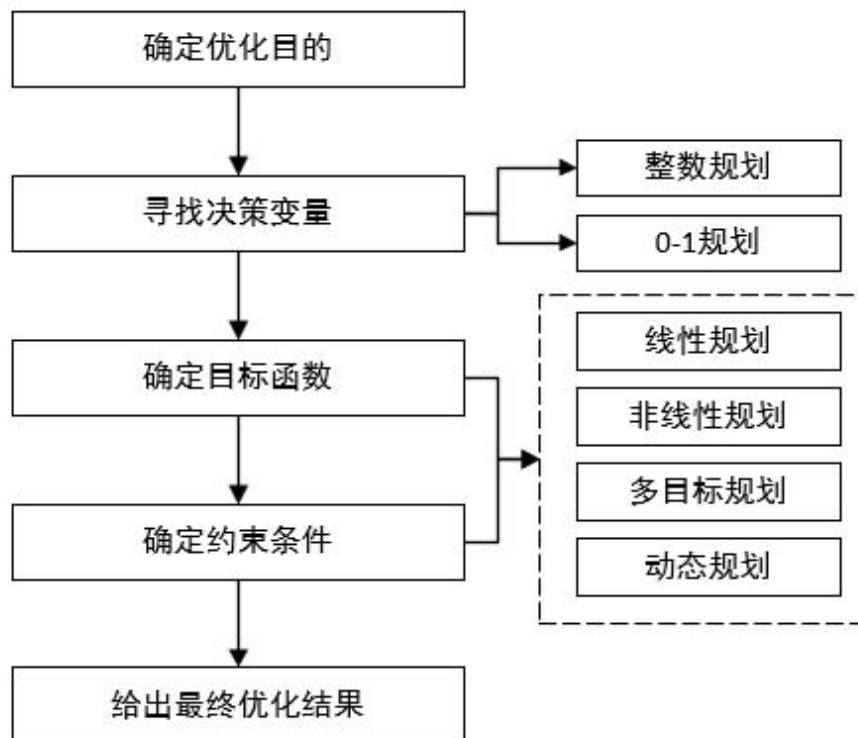 确定优化目的
寻找决策变量
整数规划
0-1规划
确定目标函数
线性规划
非线性规划
多目标规划
动态规划
确定约束条件
给出最终优化结果